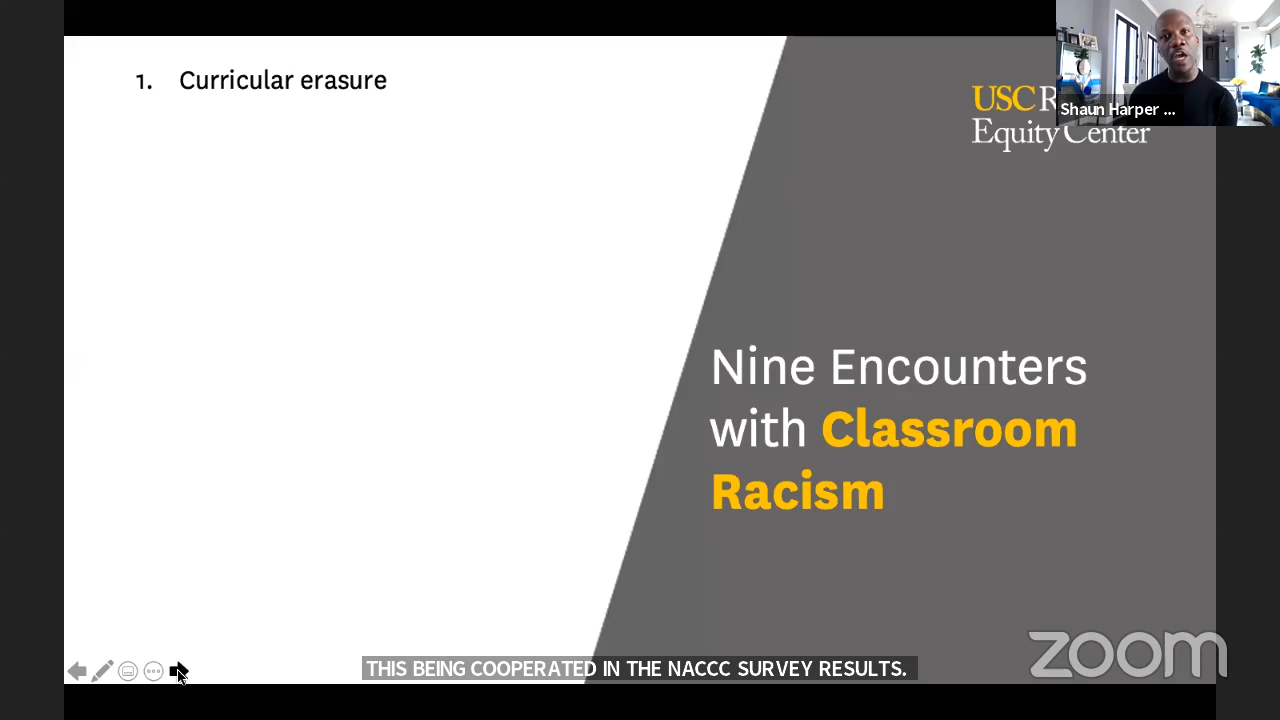 1. Curricular erasure
USC R
Equity Center
Shaun Harper ...
Nine Encounters
with Classroom
Racism
THIS BEING COOPERATED IN THE NACCC SURVEY RESULTS.
zoom